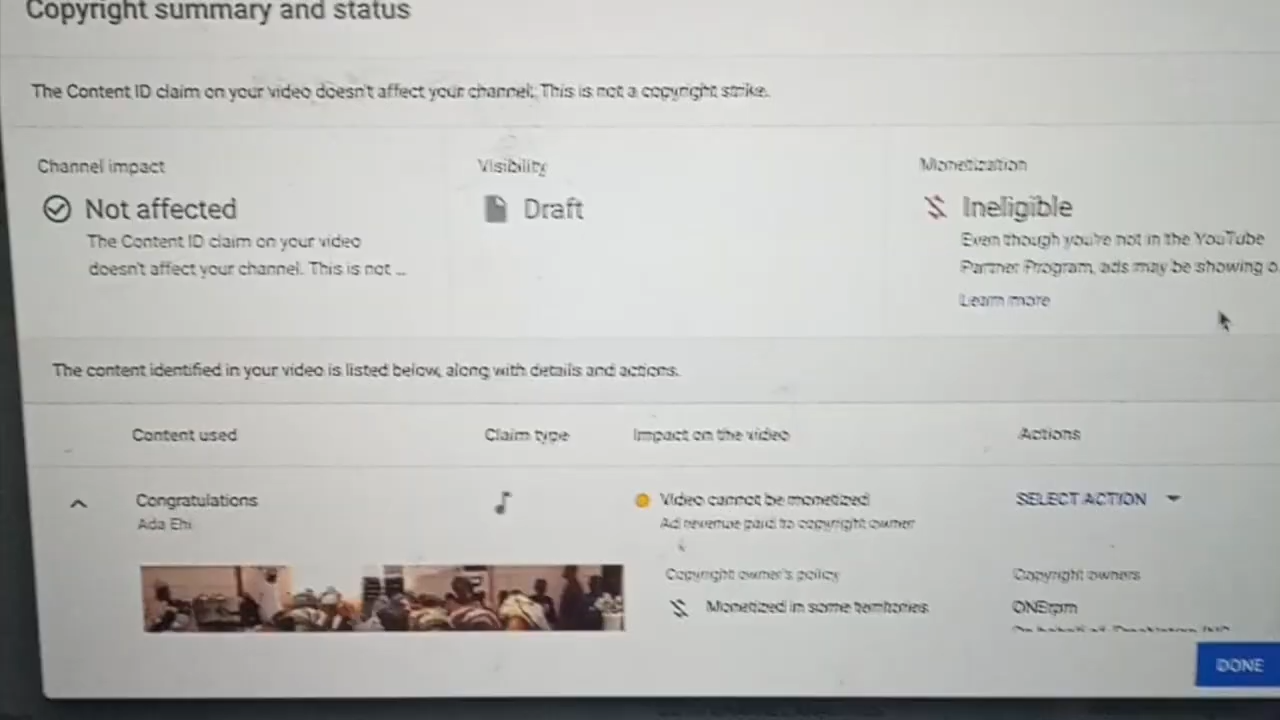 Copyright summary and status
The Content ID claim on your video doesn't affect your channel. This is not a copyright strike.
Channel impact
Visibility
Monetization
Not affected
Draft
Ineligible
The Content ID claim on your video
doesn't affect your channel. This is not ...
Even though you're not in the YouTube
Partner Program, ads may be showing o
Learn more
The content identified in your video is listed below, along with details and actions.
Content used
Claim type
Impact on the video
Actions
Congratulations
Ada Ehi
Video cannot be monetized
Ad revenue paid to copyright owner
SELECT ACTION
Copyright owner's policy
Monetized in some territories
Copyright owners
ONErpm
On behalf of
DONE